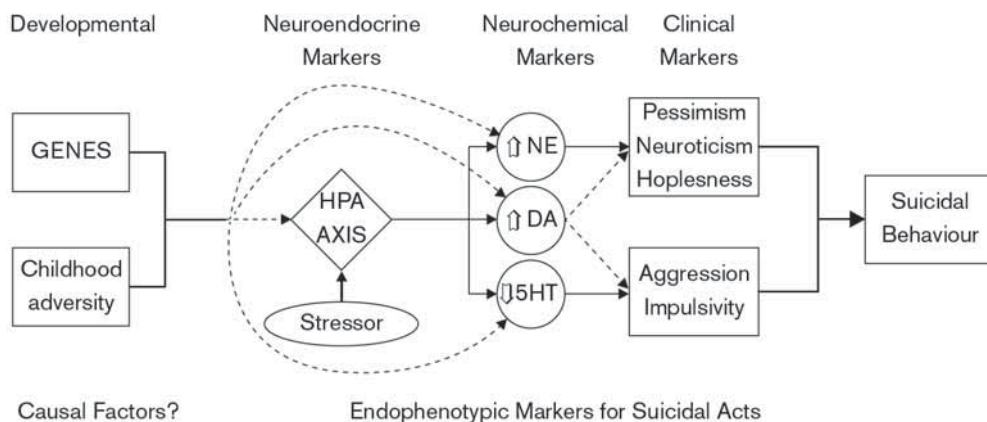 Developmental
Neuroendocrine
Markers
Neurochemical
Markers
Clinical
Markers
GENES
Childhood
adversity
HPA
AXIS
Stressor
⇧ NE
⇧ DA
⇩5HT
Pessimism
Neuroticism
Hoplesness
Aggression
Impulsivity
Suicidal
Behaviour
Causal Factors?
Endophenotypic Markers for Suicidal Acts